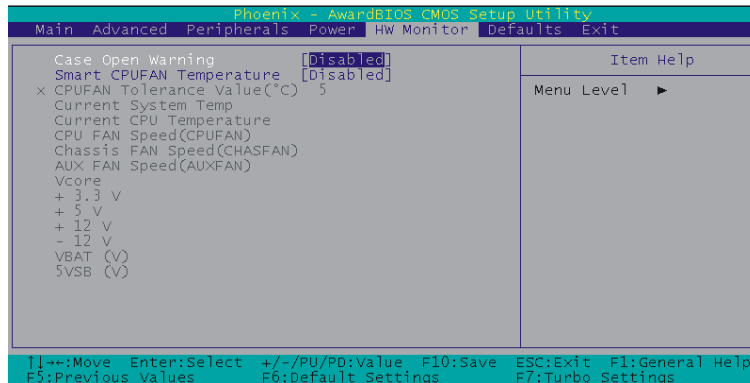 Phoenix - AwardBIOS CMOS Setup Utility
Main Advanced Peripherals Power HW Monitor Defaults Exit
Case Open Warning [Disabled]
Smart CPUFAN Temperature [Disabled]
x CPUFAN Tolerance Value(°C) 5
Current System Temp
Current CPU Temperature
CPU FAN Speed(CPUFAN)
Chassis FAN Speed(CHASFAN)
AUX FAN Speed(AUXFAN)
Vcore
+ 3.3 V
+ 5 V
+ 12 V
- 12 V
VBAT (V)
5VSB (V)
Item Help
Menu Level ►
↑↓→←:Move Enter:Select +/-/PU/PD:Value F10:Save ESC:Exit F1:General Help
F5:Previous Values F6:Default Settings F7:Turbo Settings